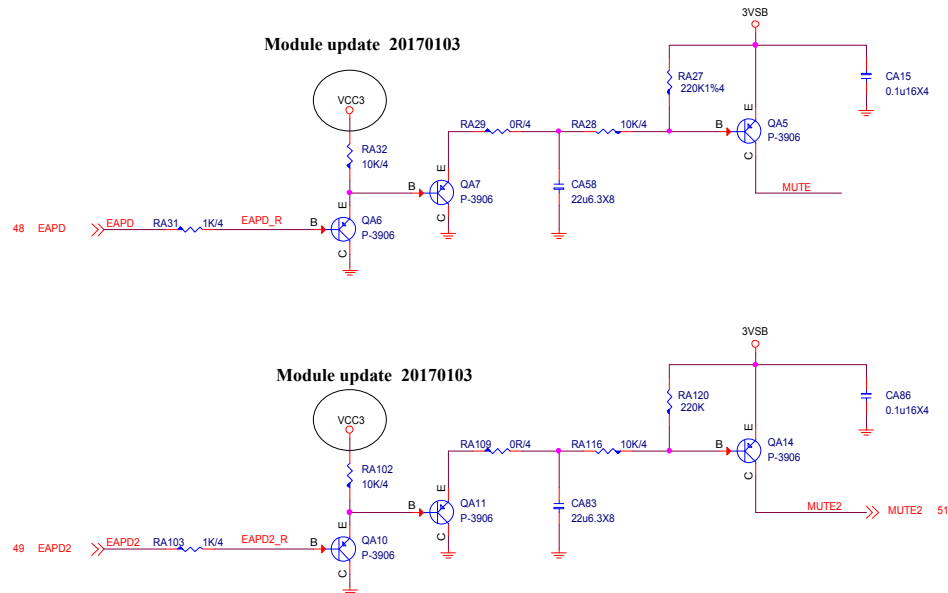 3VSB
Module update 20170103
VCC3
RA27
220K1%4
CA15
0.1u16X4
RA29 0R/4
RA28 10K/4
B
E
QA5
P-3906
C
RA32
10K/4
E
B
QA7
P-3906
C
CA58
22u6.3X8
MUTE
E
48 EAPD
EAPD
RA31 1K/4
EAPD_R
B
QA6
P-3906
C
3VSB
Module update 20170103
VCC3
RA120
220K
CA86
0.1u16X4
RA109 0R/4
RA116 10K/4
B
E
QA14
P-3906
C
RA102
10K/4
E
B
QA11
P-3906
C
CA83
22u6.3X8
MUTE2
MUTE2 51
E
49 EAPD2
EAPD2
RA103 1K/4
EAPD2_R
B
QA10
P-3906
C